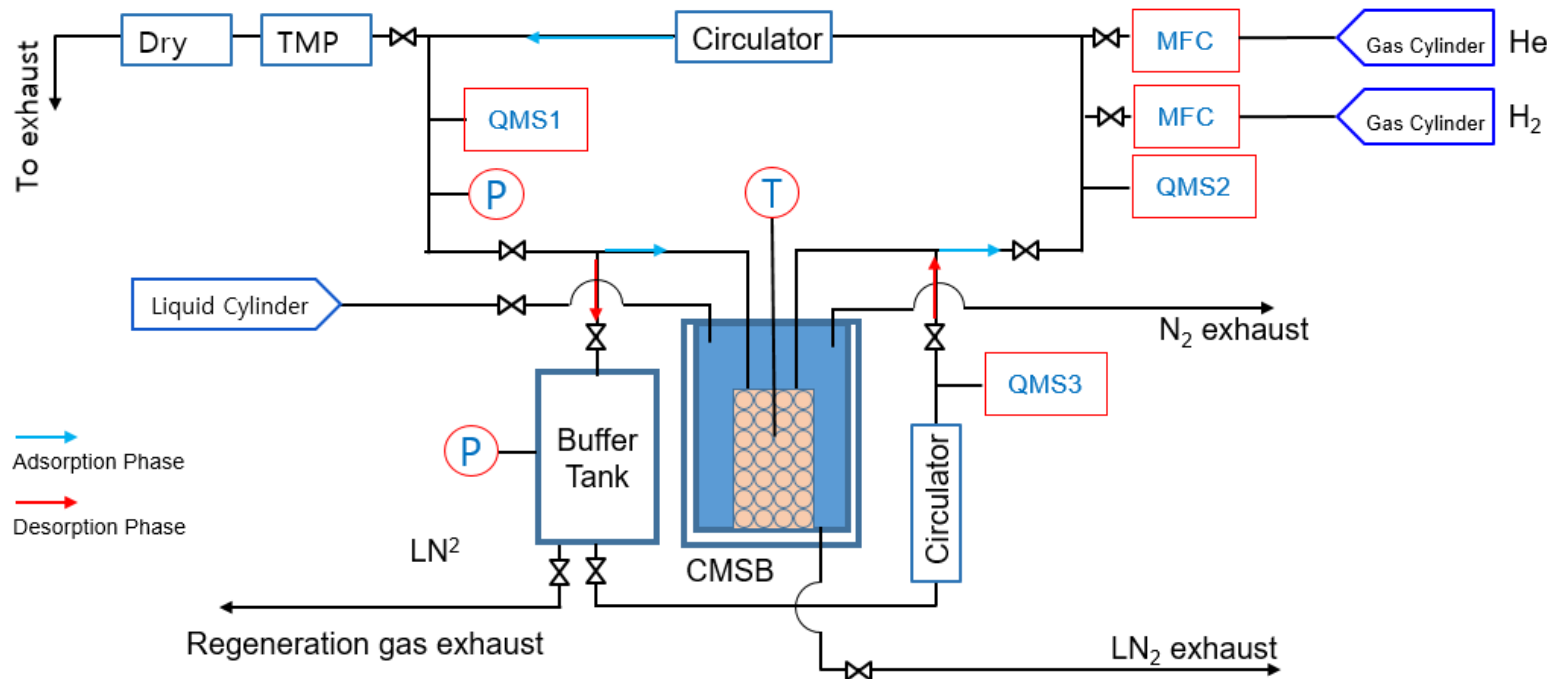 Dry
TMP
Circulator
MFC
Gas Cylinder
He
To exhaust
QMS1
MFC
Gas Cylinder
H₂
P
T
QMS2
Liquid Cylinder
N₂ exhaust
QMS3
P
Buffer
Tank
Circulator
Adsorption Phase
Desorption Phase
LN²
CMSB
Regeneration gas exhaust
LN₂ exhaust